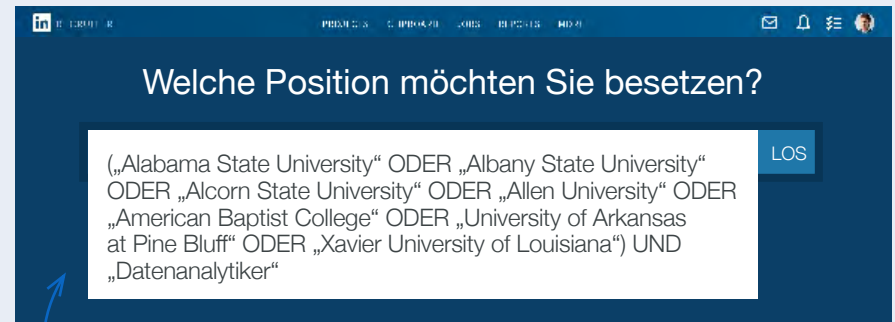 in
Welche Position möchten Sie besetzen?
(„Alabama State University“ ODER „Albany State University“
ODER „Alcorn State University“ ODER „Allen University“ ODER
„American Baptist College“ ODER „University of Arkansas
at Pine Bluff“ ODER „Xavier University of Louisiana“) UND
„Datenanalytiker“
LOS